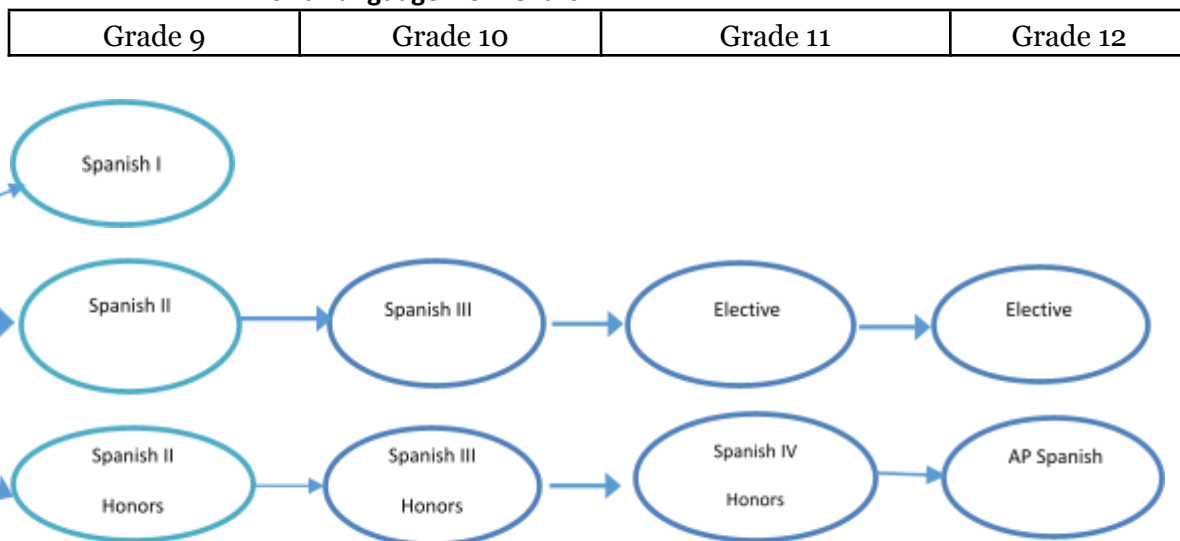 Grade 9 Grade 10 Grade 11 Grade 12
Spanish I
Spanish II Spanish III Elective Elective
Spanish II Spanish III Spanish IV AP Spanish
Honors Honors Honors